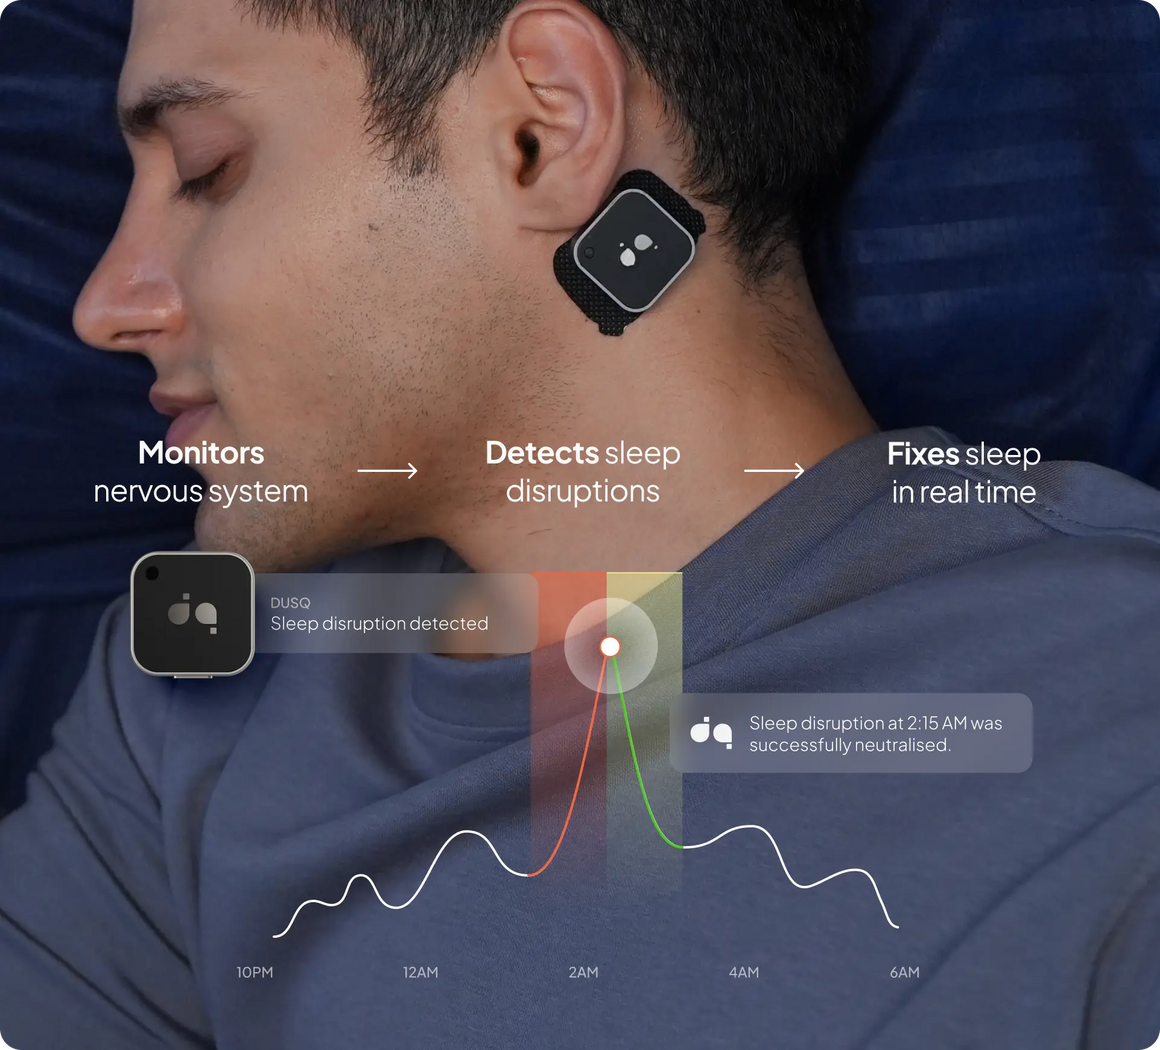 Monitors
nervous system
Detects sleep
disruptions
Fixes sleep
in real time
DUSQ
Sleep disruption detected
Sleep disruption at 2:15 AM was
successfully neutralised.
10PM
12AM
2AM
4AM
6AM